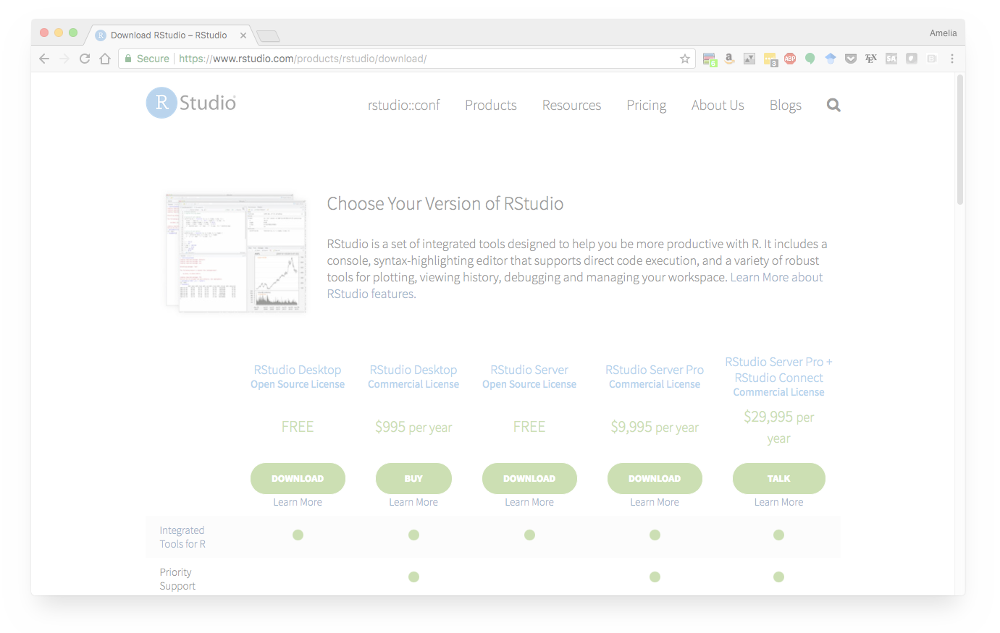 Download RStudio – RStudio
Amelia
Secure
https://www.rstudio.com/products/rstudio/download/
6
a
3
ABP
TEX
SA
B
R Studio
rstudio::conf
Products
Resources
Pricing
About Us
Blogs
Choose Your Version of RStudio
RStudio is a set of integrated tools designed to help you be more productive with R. It includes a
console, syntax-highlighting editor that supports direct code execution, and a variety of robust
tools for plotting, viewing history, debugging and managing your workspace. Learn More about
RStudio features.
RStudio Desktop
Open Source License
RStudio Desktop
Commercial License
RStudio Server
Open Source License
RStudio Server Pro
Commercial License
RStudio Server Pro +
RStudio Connect
Commercial License
FREE
$995 per year
FREE
$9,995 per year
$29,995 per
year
DOWNLOAD
BUY
DOWNLOAD
DOWNLOAD
TALK
Learn More
Learn More
Learn More
Learn More
Learn More
Integrated
Tools for R
Priority
Support